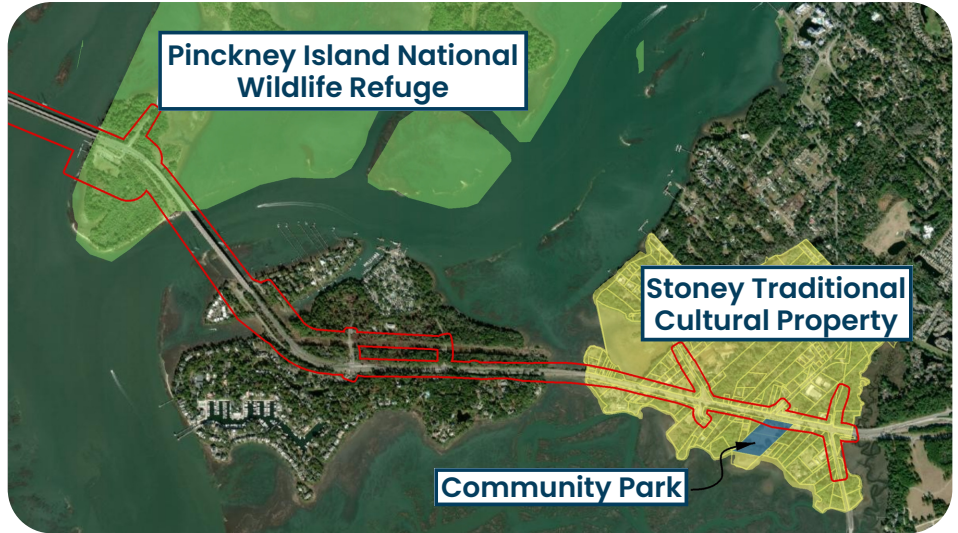 Pinckney Island National
Wildlife Refuge
Stoney Traditional
Cultural Property
Community Park